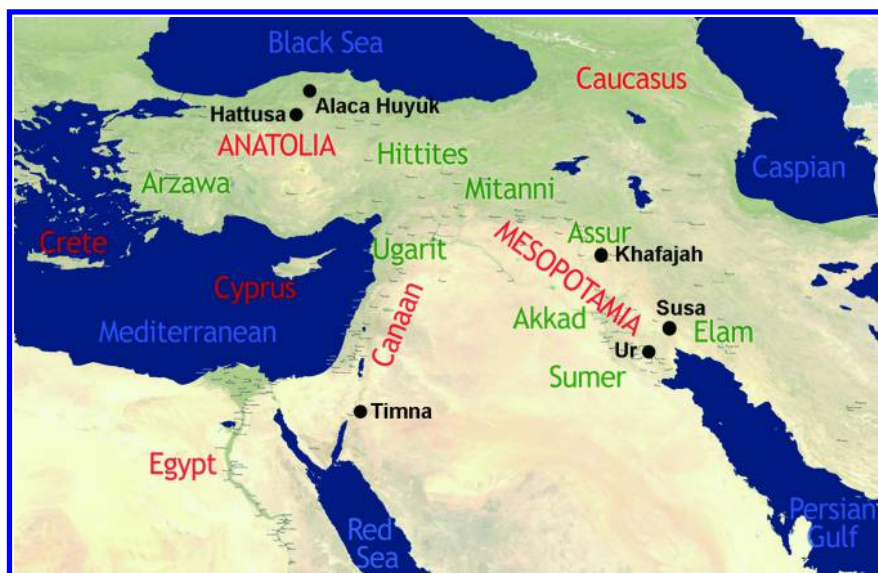 Black Sea
Caucasus
Alaca Huyuk
Hattusa
ANATOLIA
Hittites
Caspian
Arzawa
Mitanni
Crete
Ugarit
Assur
MESOPOTAMIA
Khafajah
Cyprus
Canaan
Akkad
Susa
Mediterranean
Elam
Ur
Sumer
Timna
Egypt
Red
Sea
Persian
Gulf